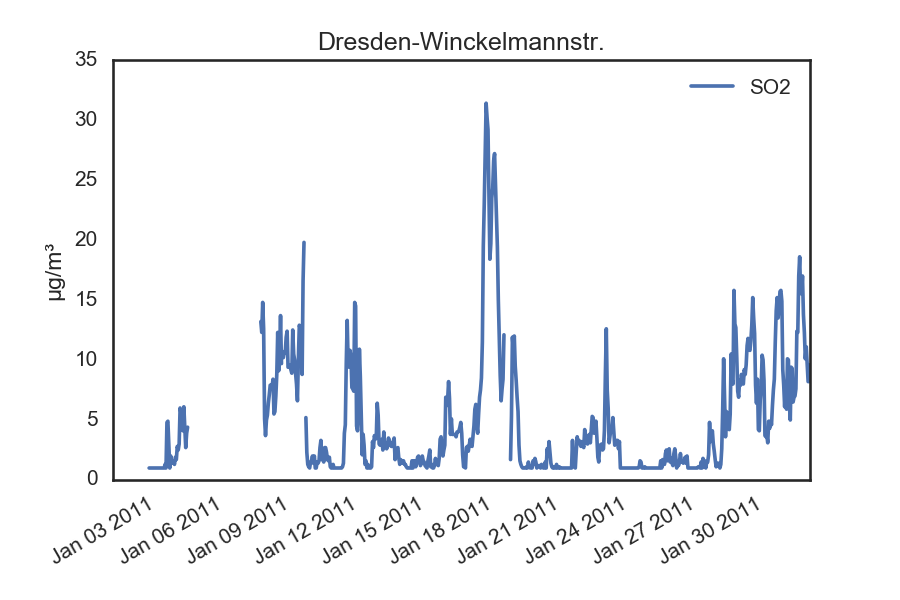 Dresden-Winckelmannstr.
35
30
25
20
15
10
5
0
µg/m³
SO2
Jan 03 2011
Jan 06 2011
Jan 09 2011
Jan 12 2011
Jan 15 2011
Jan 18 2011
Jan 21 2011
Jan 24 2011
Jan 27 2011
Jan 30 2011